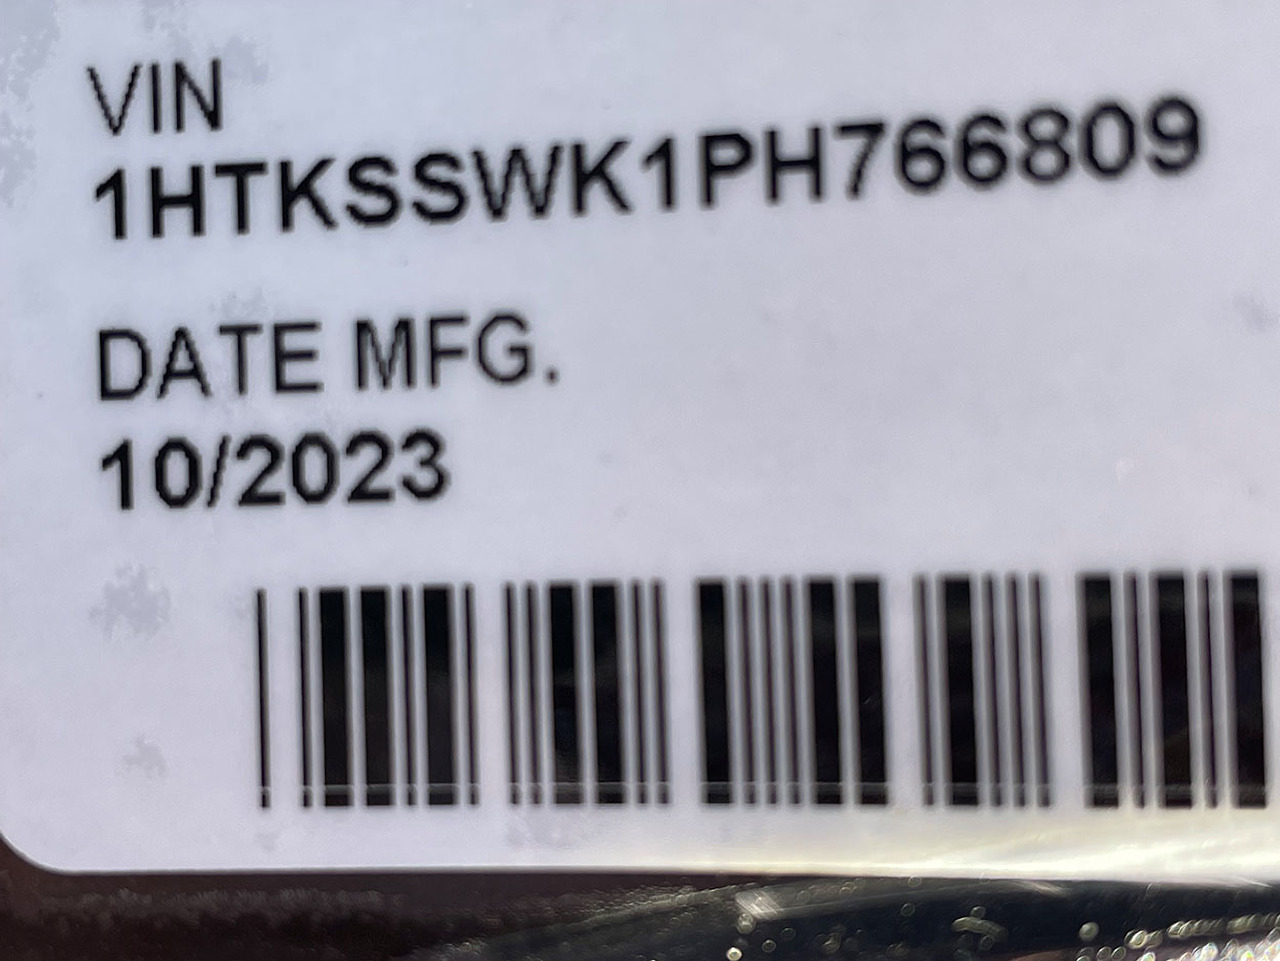 VIN
1HTKSSWK1PH766809
DATE MFG.
10/2023